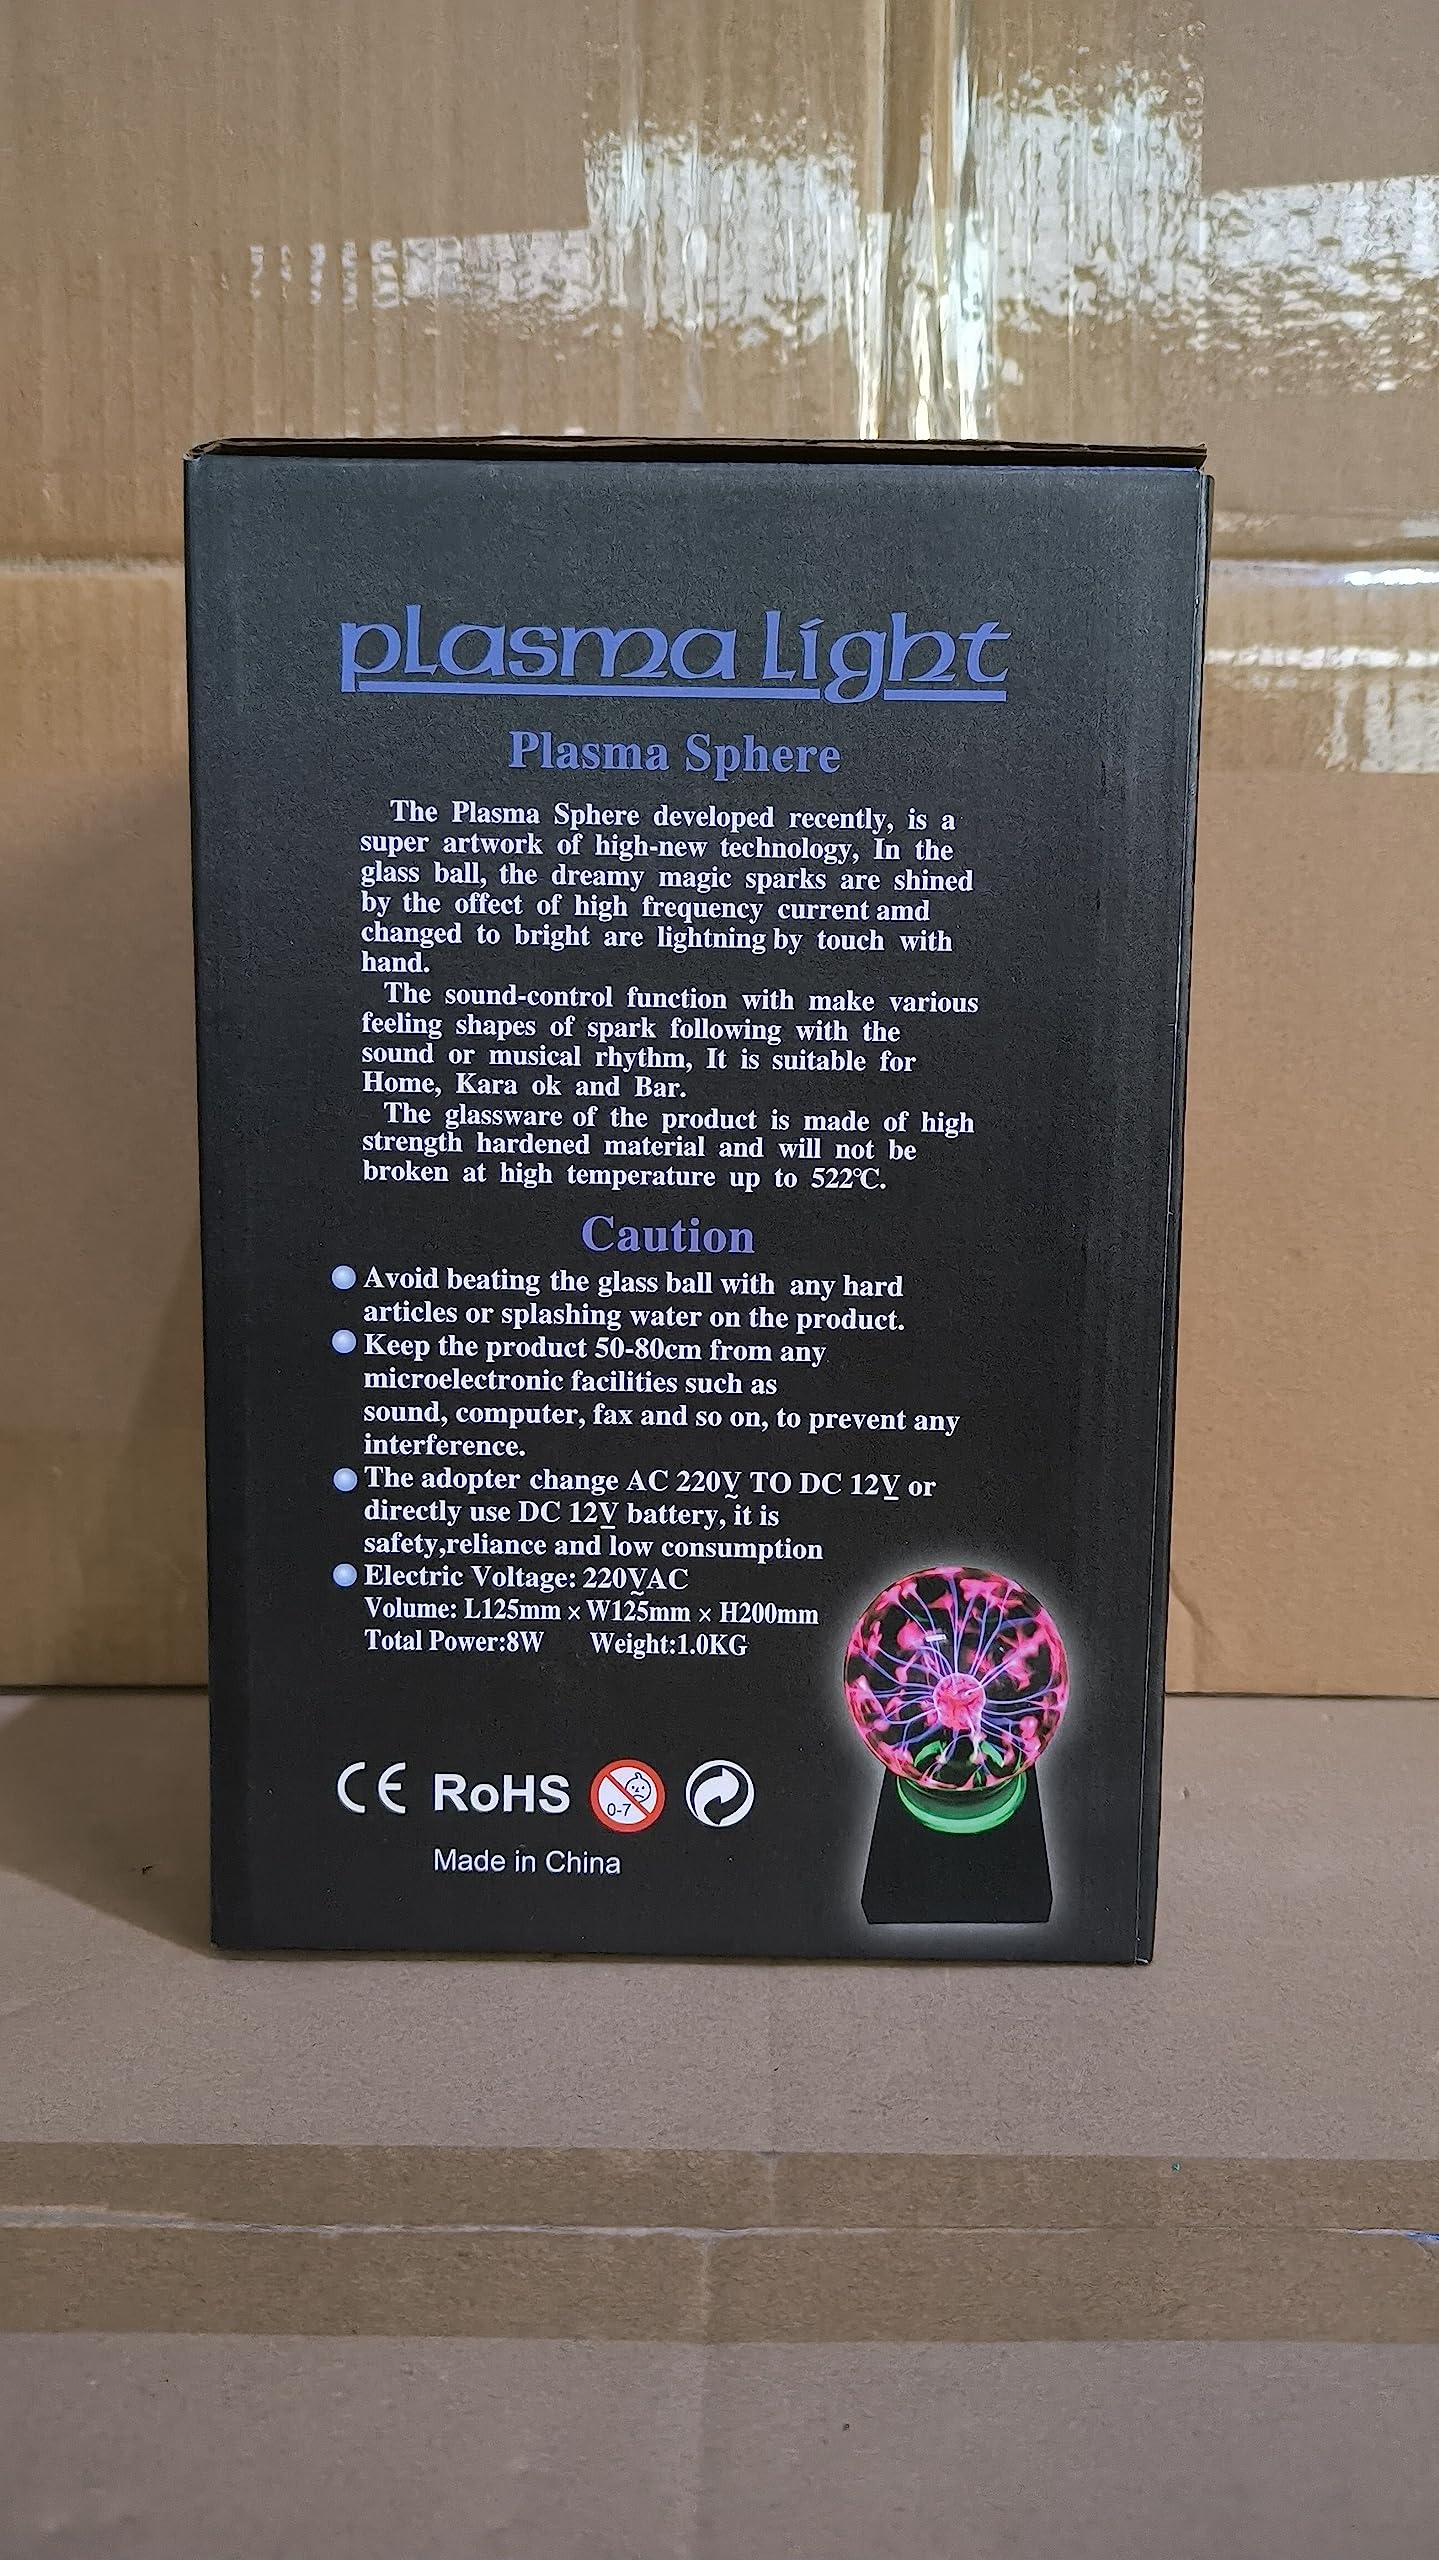 plasma light
Plasma Sphere
The Plasma Sphere developed recently, is a
super artwork of high-new technology, In the
glass ball, the dreamy magic sparks are shined
by the offect of high frequency current amd
changed to bright are lightning by touch with
hand.
The sound-control function with make various
feeling shapes of spark following with the
sound or musical rhythm, It is suitable for
Home, Kara ok and Bar.
The glassware of the product is made of high
strength hardened material and will not be
broken at high temperature up to 522℃.
Caution
Avoid beating the glass ball with any hard
articles or splashing water on the product.
Keep the product 50-80cm from any
microelectronic facilities such as
sound, computer, fax and so on, to prevent any
interference.
The adopter change AC 220V TO DC 12V or
directly use DC 12V battery, it is
safety,reliance and low consumption
Electric Voltage: 220VAC
Volume: L125mm × W125mm × H200mm
Total Power:8W Weight:1.0KG
CE RoHS 0-7
Made in China